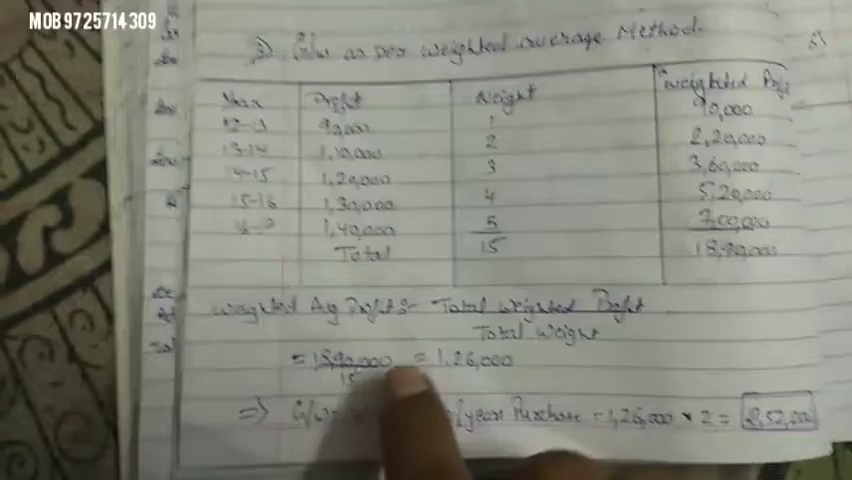 MOB 9725714309
3) G/w as per weighted average Method.
Year Profit Weight Weighted Profit
12-13 90,000 1 90,000
13-14 1,10,000 2 2,20,000
14-15 1,20,000 3 3,60,000
15-16 1,30,000 4 5,20,000
1,40,000 5 7,00,000
Total 15 18,90,000
Weighted Avg Profit :- Total Weighted Profit
Total Weight
= 18,90,000 = 1,26,000
15
=> G/w year Purchase = 1,26,000 × 2 = 2,52,000